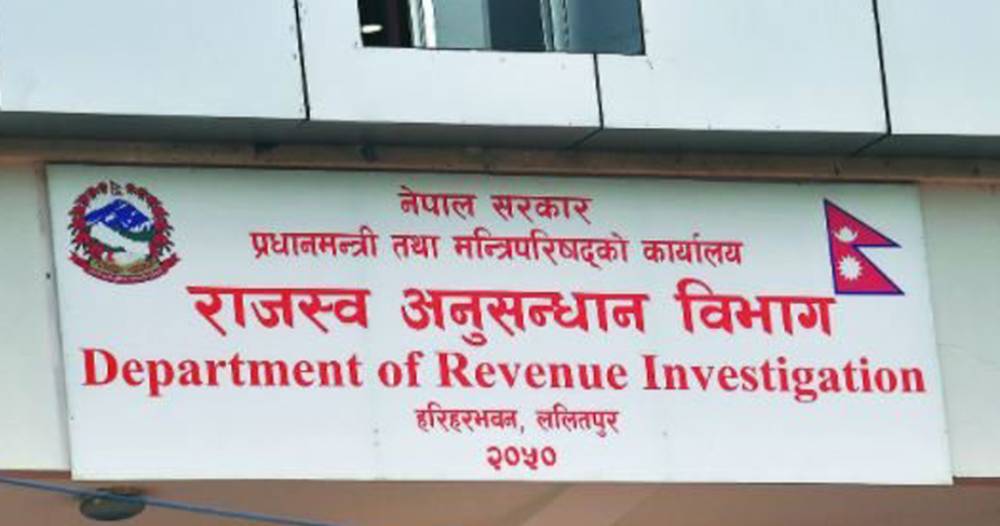 नेपाल सरकार
प्रधानमन्त्री तथा मन्त्रिपरिषद्को कार्यालय
राजस्व अनुसन्धान विभाग
Department of Revenue Investigation
हरिहरभवन, ललितपुर
२०५०